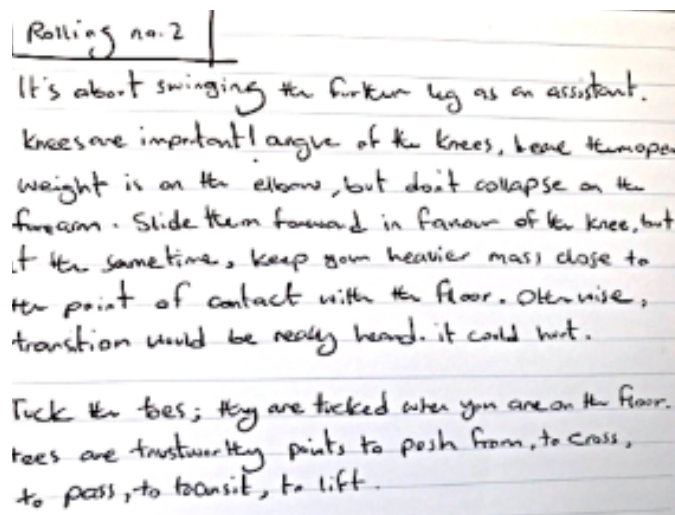 Rolling no.2
It's about swinging the further leg as an assistant.
Knees are important! angle of the knees, leave them open
weight is on the elbow, but don't collapse on the
forearm. Slide them forward in favour of the knee, but
at the same time, keep your heavier mass close to
the point of contact with the floor. Otherwise,
transition would be really heard. it could hurt.
Tuck the toes; they are tucked when you are on the floor.
toes are trustworthy points to push from, to cross,
to pass, to transit, to lift.